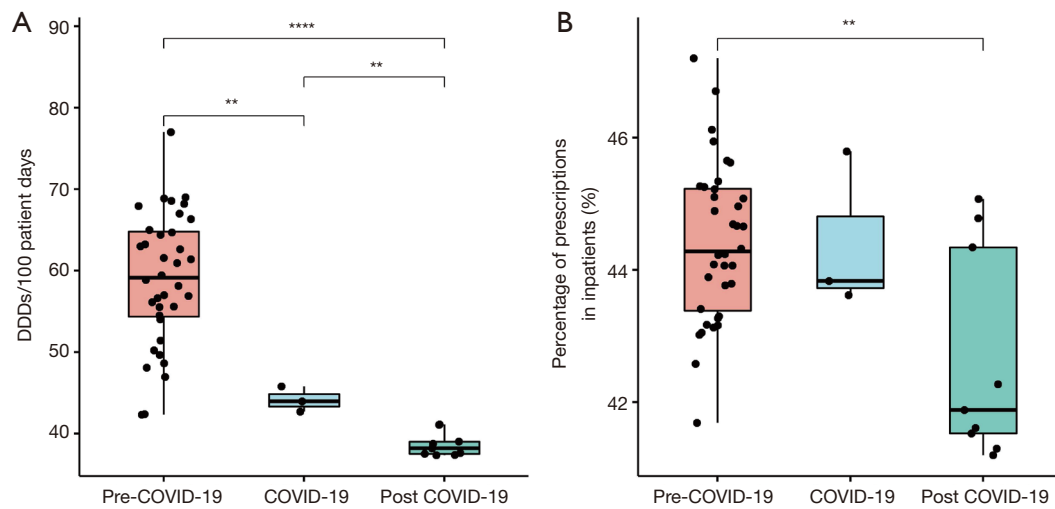 A
DDDs/100 patient days
90
80
70
60
50
40
****
**
**
Pre-COVID-19
COVID-19
Post COVID-19
B
Percentage of prescriptions
in inpatients (%)
46
44
42
**
Pre-COVID-19
COVID-19
Post COVID-19